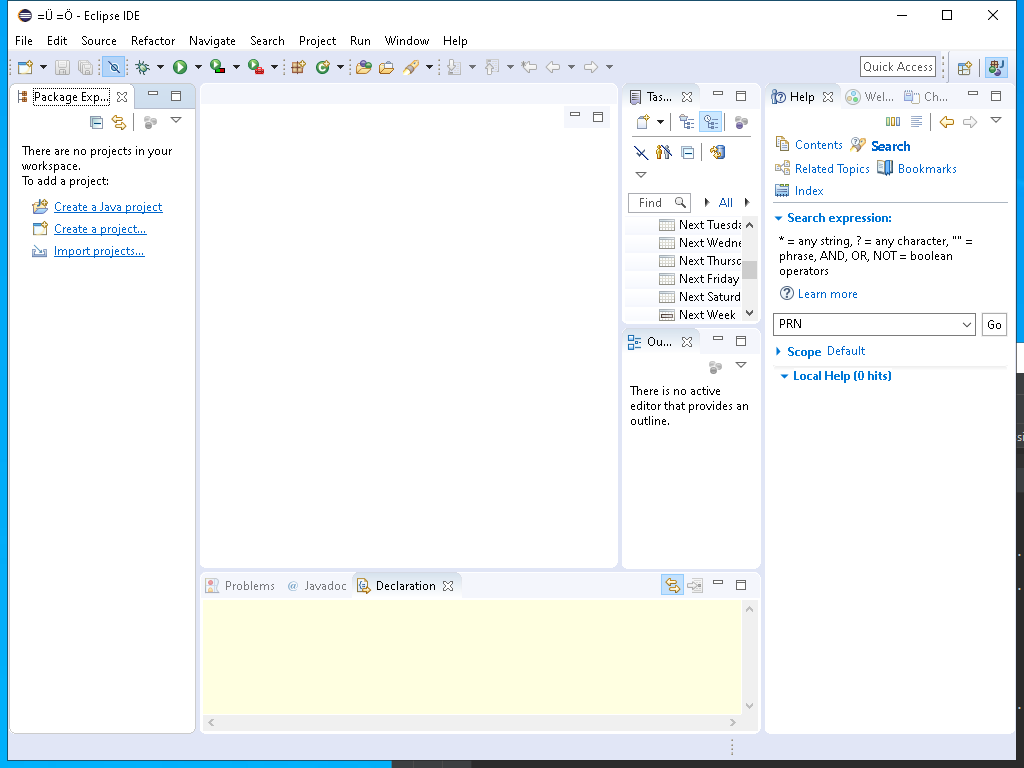 =Ü =Ö - Eclipse IDE
File Edit Source Refactor Navigate Search Project Run Window Help
Quick Access
Package Exp...
There are no projects in your
workspace.
To add a project:
Create a Java project
Create a project...
Import projects...
Tas...
Find
All
Next Tuesda
Next Wedne
Next Thursd
Next Friday
Next Saturd
Next Week
Ou...
There is no active
editor that provides an
outline.
Help Wel... Ch...
Contents Search
Related Topics Bookmarks
Index
Search expression:
* = any string, ? = any character, "" =
phrase, AND, OR, NOT = boolean
operators
Learn more
PRN Go
Scope Default
Local Help (0 hits)
Problems @ Javadoc Declaration